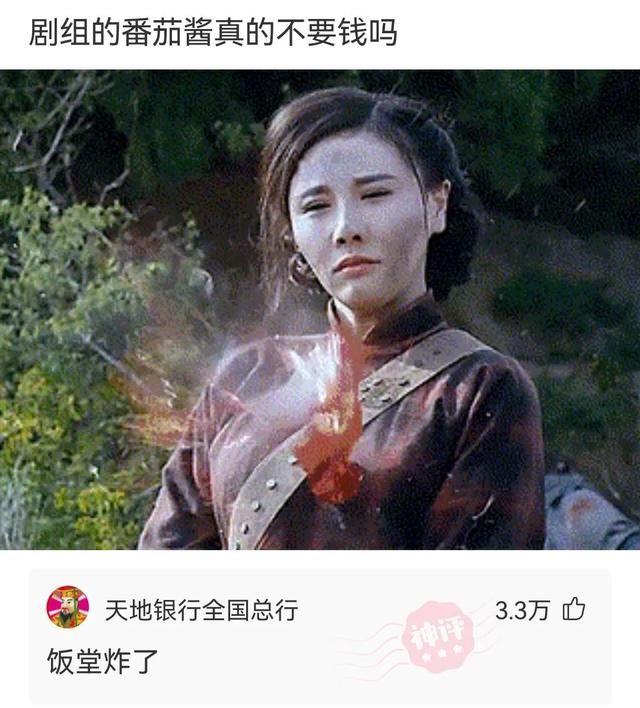 剧组的番茄酱真的不要钱吗
天地银行全国总行
3.3万
神评
饭堂炸了